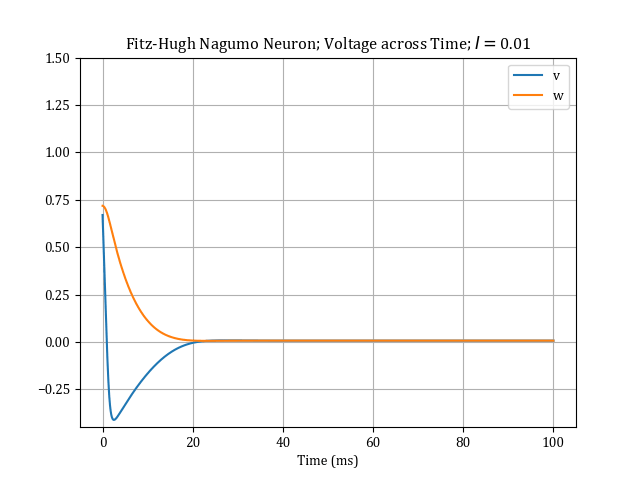 Fitz-Hugh Nagumo Neuron; Voltage across Time; I = 0.01
1.50
1.25
1.00
0.75
0.50
0.25
0.00
−0.25
v
w
0 20 40 60 80 100
Time (ms)